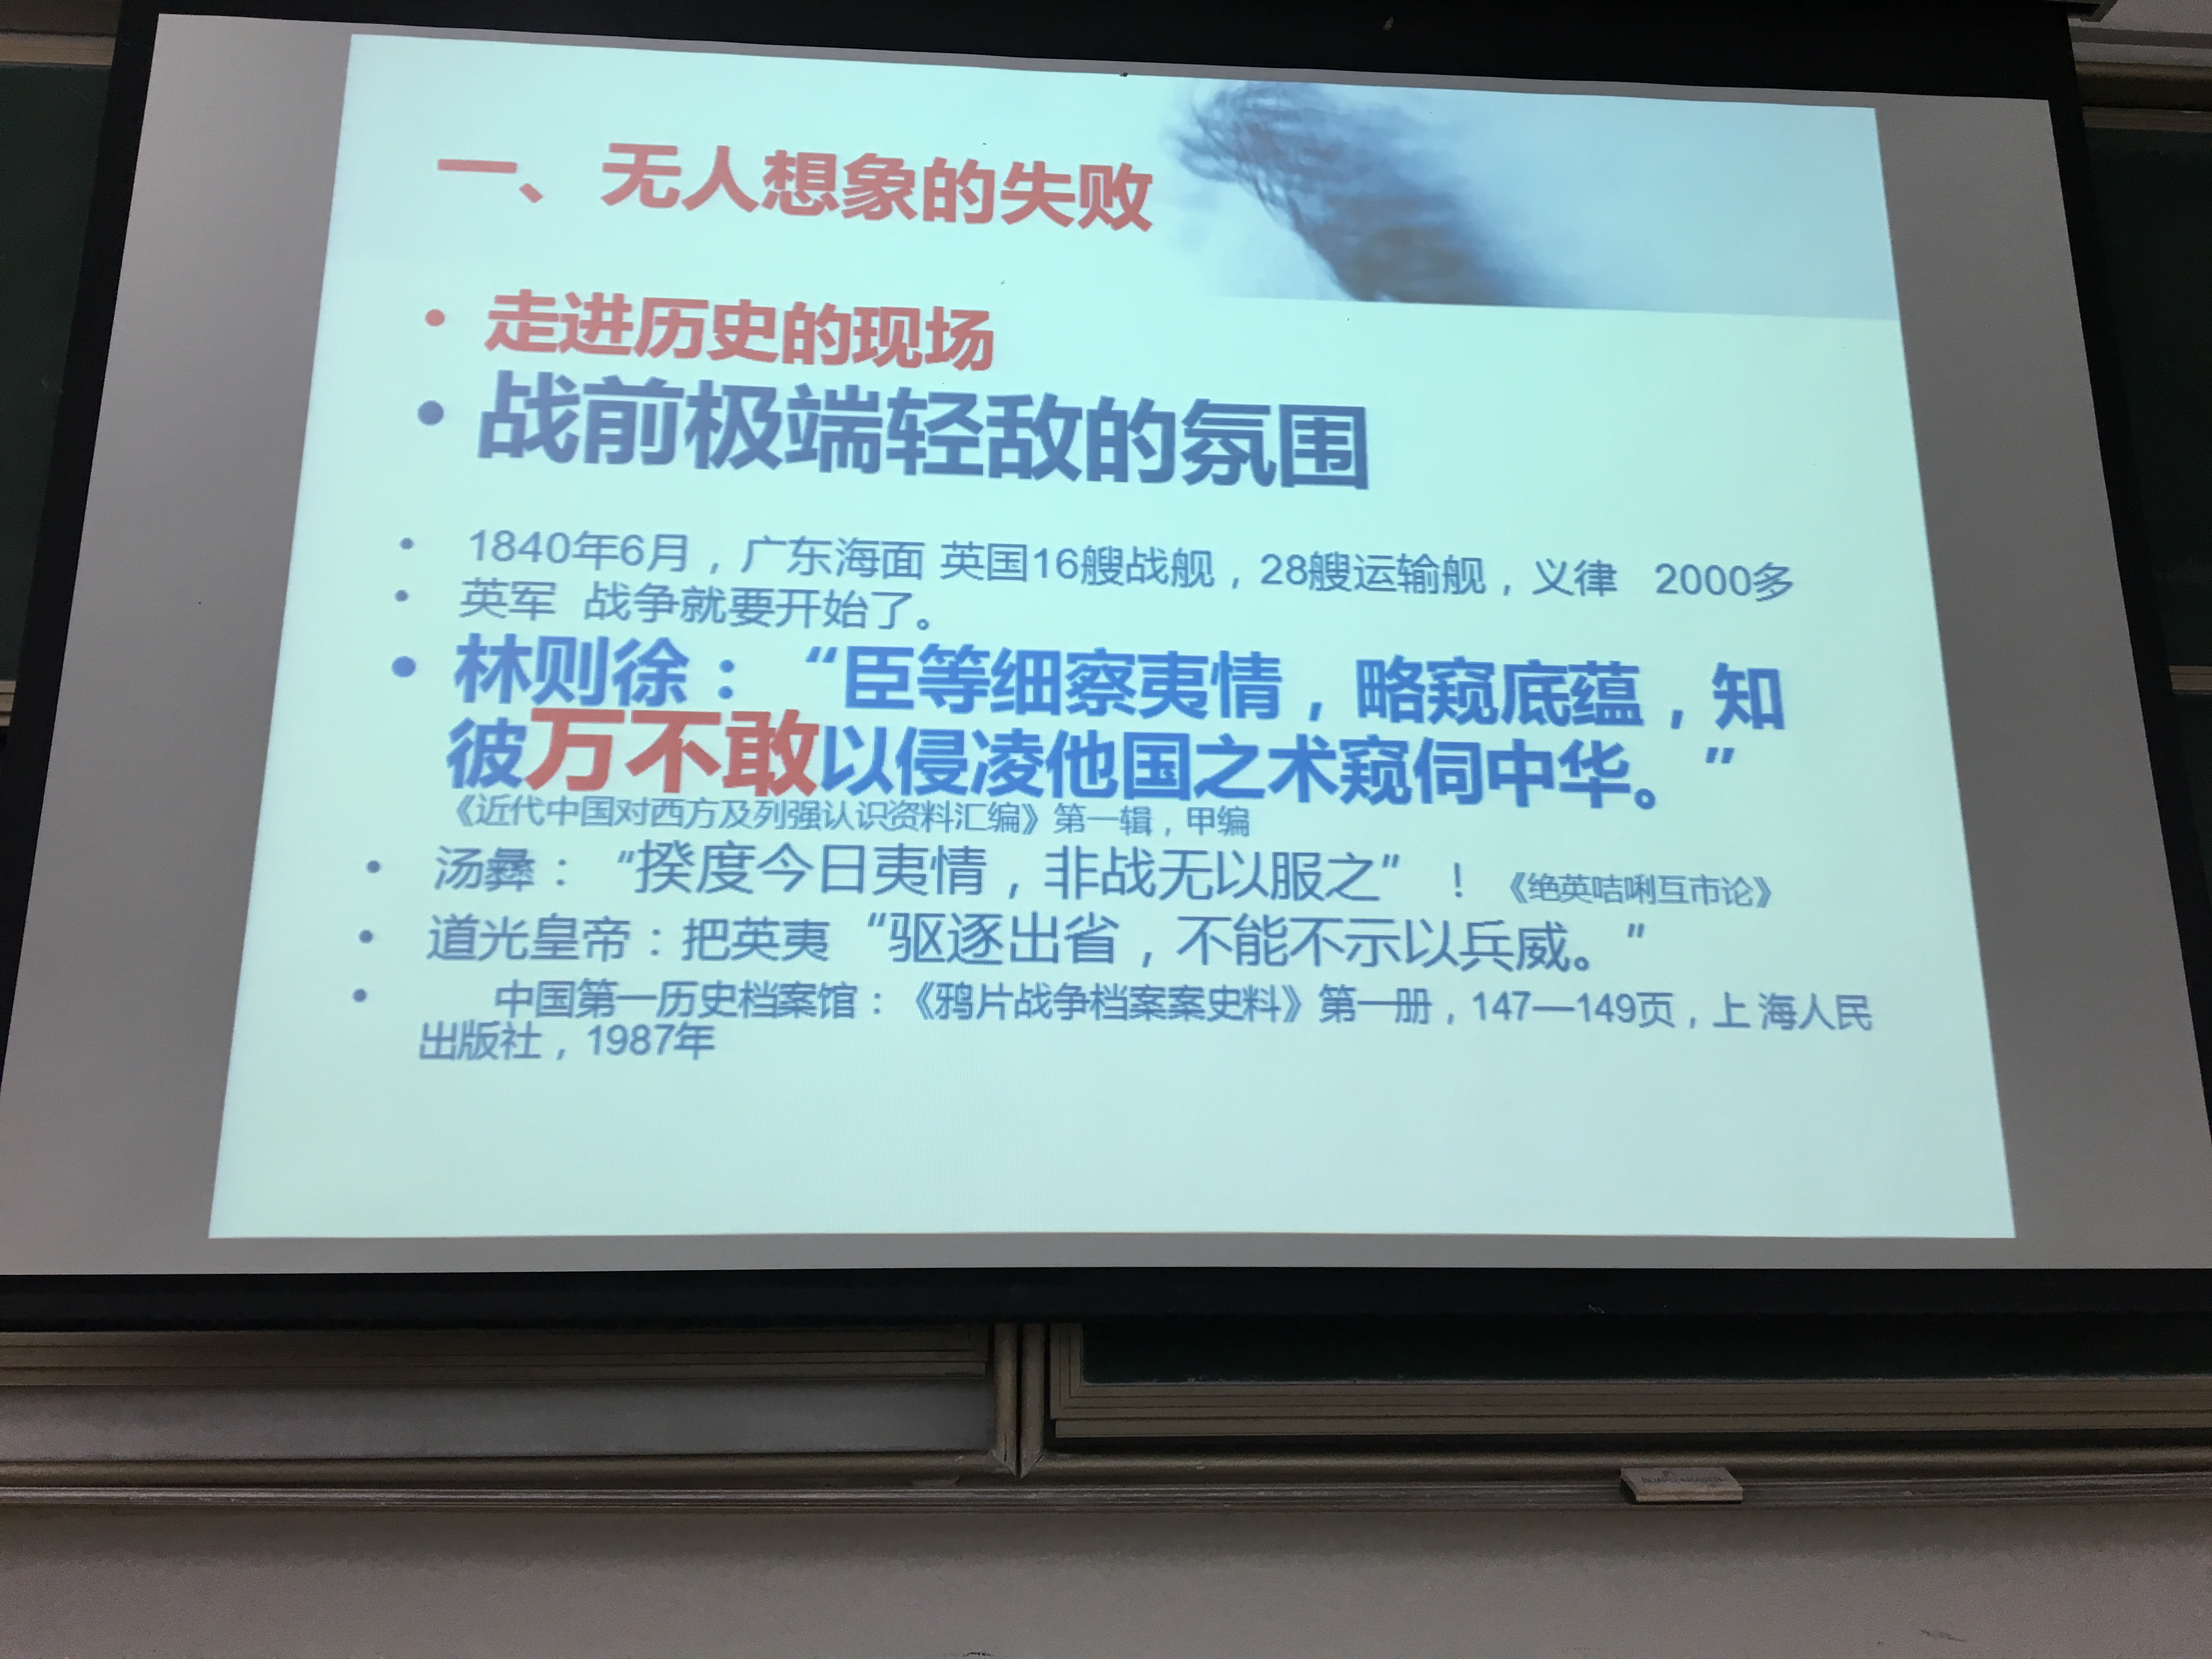 一、 无人想象的失败
• 走进历史的现场
• 战前极端轻敌的氛围
• 1840年6月，广东海面 英国16艘战舰，28艘运输舰，义律 2000多
• 英军 战争就要开始了。
• 林则徐：“臣等细察夷情，略窥底蕴，知
彼万不敢以侵凌他国之术窥伺中华。”
《近代中国对西方及列强认识资料汇编》第一辑，甲编
• 汤彝：“揆度今日夷情，非战无以服之”！《绝英咭唎互市论》
• 道光皇帝：把英夷“驱逐出省，不能不示以兵威。”
• 中国第一历史档案馆：《鸦片战争档案案史料》第一册，147—149页，上 海人民
出版社，1987年